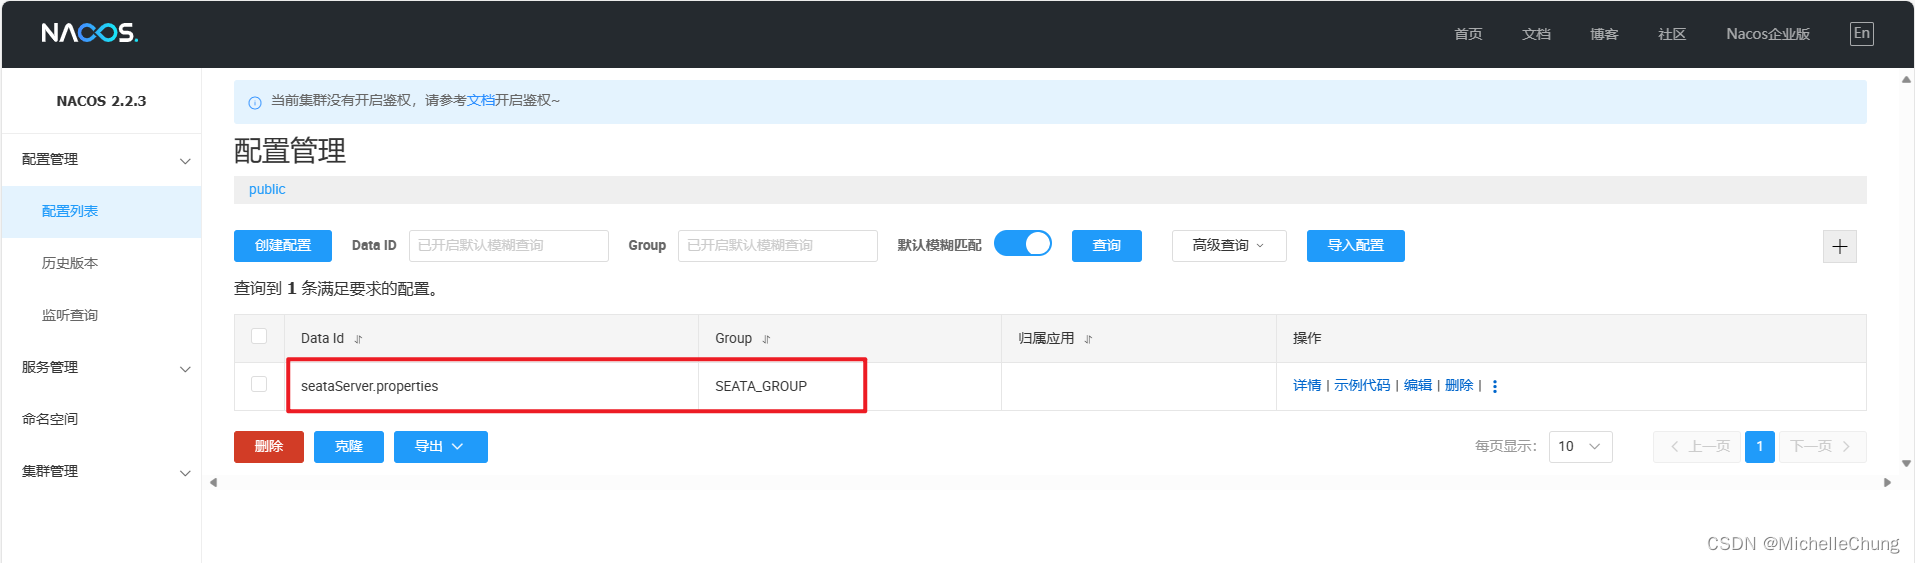 NACOS.
首页 文档 博客 社区 Nacos企业版 En
NACOS 2.2.3
当前集群没有开启鉴权，请参考文档开启鉴权~
配置管理
配置管理
public
配置列表
创建配置 Data ID 已开启默认模糊查询 Group 已开启默认模糊查询 默认模糊匹配 查询 高级查询 导入配置
历史版本
查询到 1 条满足要求的配置。
监听查询
Data Id Group 归属应用 操作
服务管理
seataServer.properties SEATA_GROUP 详情 | 示例代码 | 编辑 | 删除 |
命名空间
删除 克隆 导出 每页显示: 10 上一页 1 下一页
集群管理
CSDN @MichelleChung